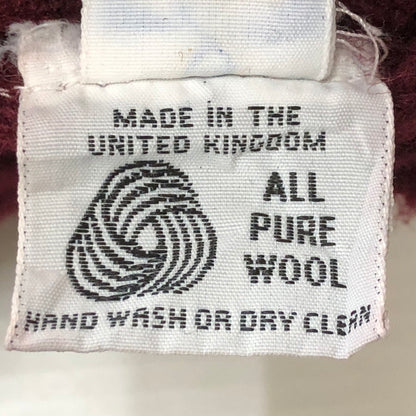 MADE iN THE
UNITED KINGDOM
ALL
PURE
WOOL
HAND WASH OR DRY CLEAN